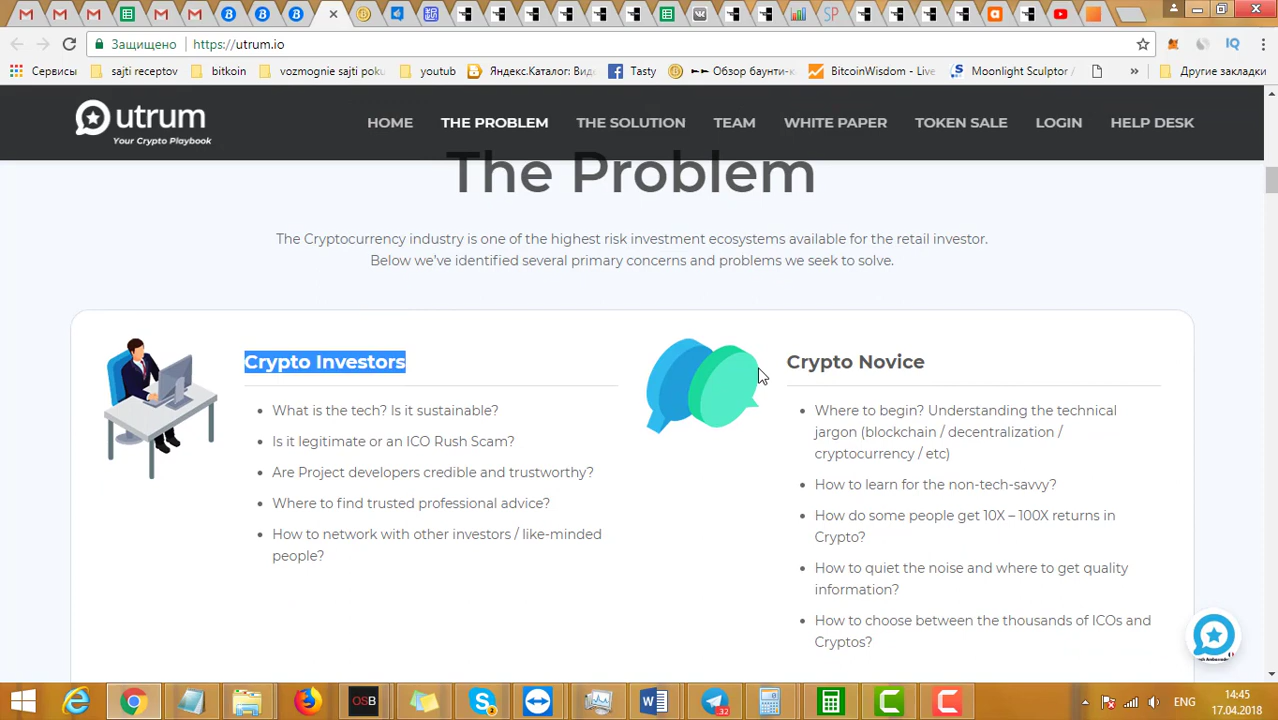 Защищено
https://utrum.io
IQ
Сервисы
sajti receptov
bitkoin
vozmognie sajti poku
youtub
Яндекс.Каталог: Вид
Tasty
Обзор баунти-к
BitcoinWisdom - Live
Moonlight Sculptor /
Другие закладки
utrum
Your Crypto Playbook
HOME
THE PROBLEM
THE SOLUTION
TEAM
WHITE PAPER
TOKEN SALE
LOGIN
HELP DESK
The Problem
The Cryptocurrency industry is one of the highest risk investment ecosystems available for the retail investor.
Below we've identified several primary concerns and problems we seek to solve.
Crypto Investors
What is the tech? Is it sustainable?
Is it legitimate or an ICO Rush Scam?
Are Project developers credible and trustworthy?
Where to find trusted professional advice?
How to network with other investors / like-minded
people?
Crypto Novice
Where to begin? Understanding the technical
jargon (blockchain / decentralization /
cryptocurrency / etc)
How to learn for the non-tech-savvy?
How do some people get 10X – 100X returns in
Crypto?
How to quiet the noise and where to get quality
information?
How to choose between the thousands of ICOs and
Cryptos?
OSB
32
ENG
14:45
17.04.2018